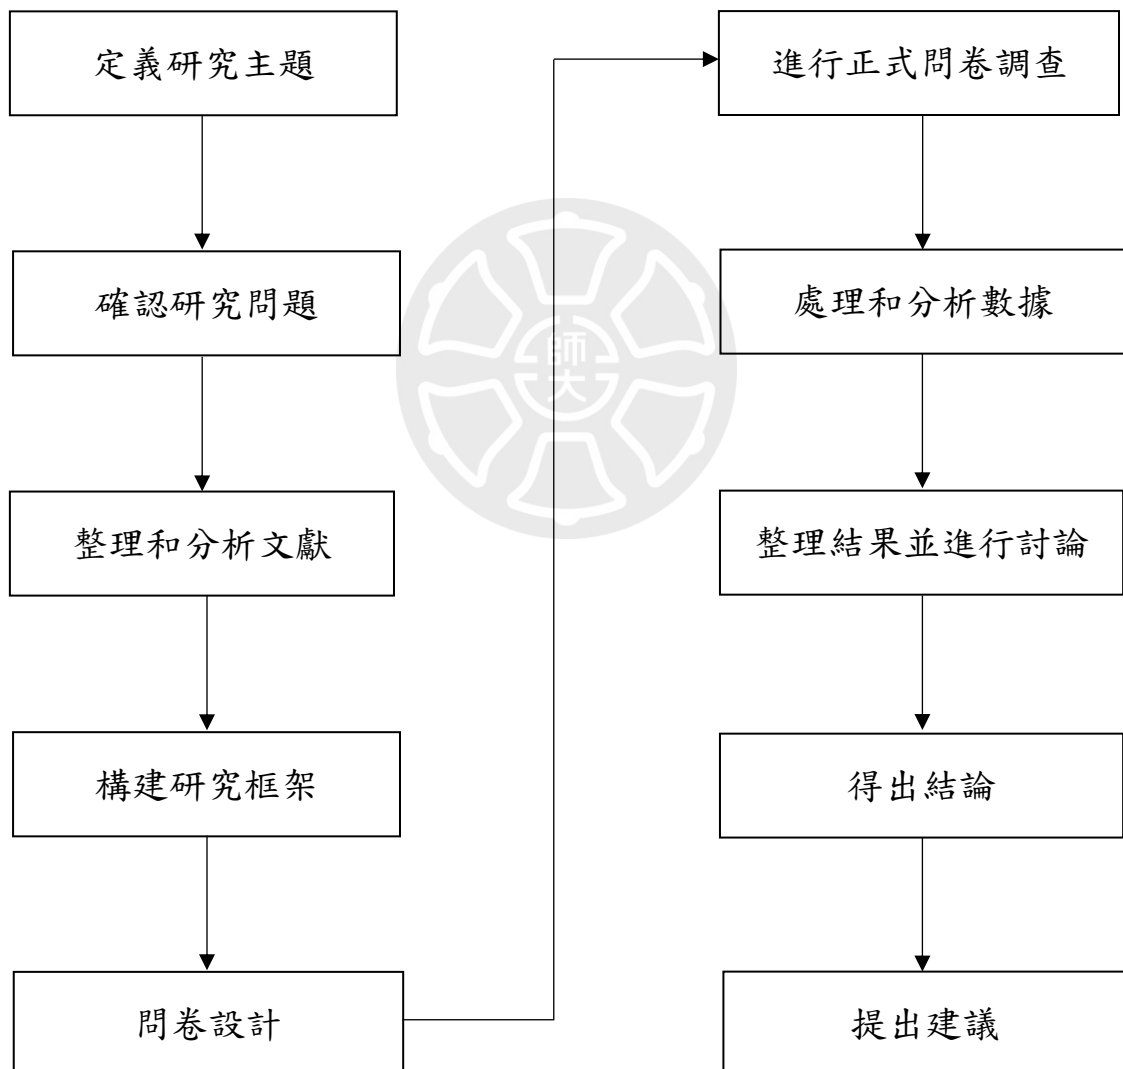 定義研究主題
確認研究問題
整理和分析文獻
構建研究框架
問卷設計
進行正式問卷調查
處理和分析數據
整理結果並進行討論
得出結論
提出建議
師大